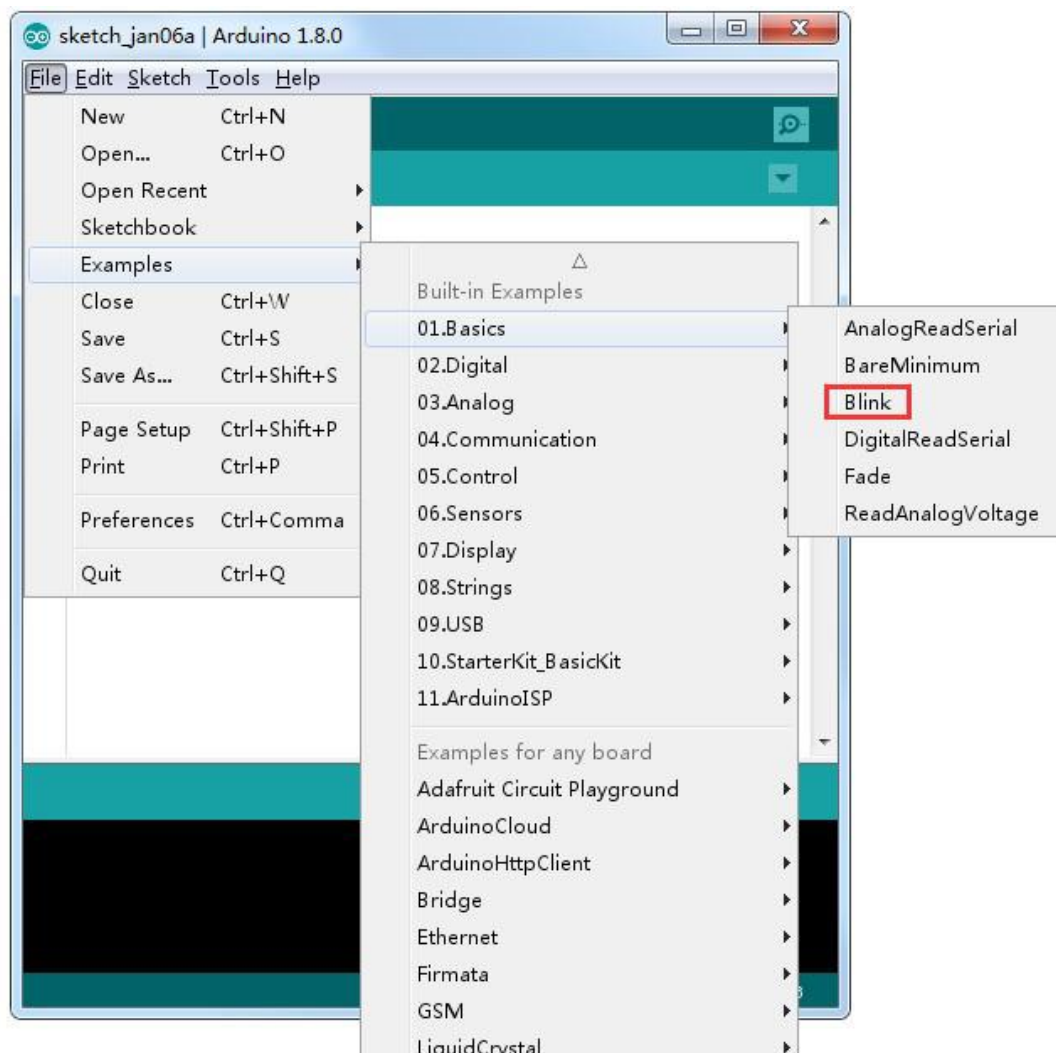 sketch_jan06a | Arduino 1.8.0
File Edit Sketch Tools Help
New Ctrl+N
Open... Ctrl+O
Open Recent
Sketchbook
Examples
Close Ctrl+W
Save Ctrl+S
Save As... Ctrl+Shift+S
Page Setup Ctrl+Shift+P
Print Ctrl+P
Preferences Ctrl+Comma
Quit Ctrl+Q
Built-in Examples
01.Basics
02.Digital
03.Analog
04.Communication
05.Control
06.Sensors
07.Display
08.Strings
09.USB
10.StarterKit_BasicKit
11.ArduinoISP
Examples for any board
Adafruit Circuit Playground
ArduinoCloud
ArduinoHttpClient
Bridge
Ethernet
Firmata
GSM
LiquidCrystal
AnalogReadSerial
BareMinimum
Blink
DigitalReadSerial
Fade
ReadAnalogVoltage